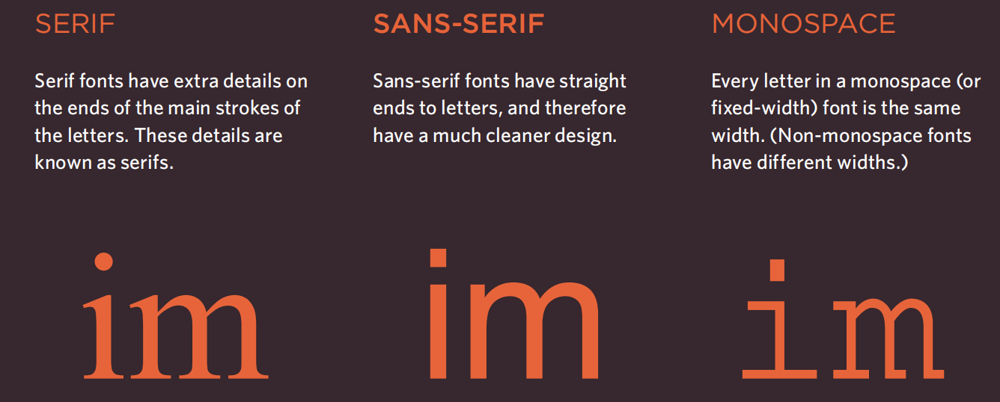 SERIF
Serif fonts have extra details on
the ends of the main strokes of
the letters. These details are
known as serifs.
im
SANS-SERIF
Sans-serif fonts have straight
ends to letters, and therefore
have a much cleaner design.
im
MONOSPACE
Every letter in a monospace (or
fixed-width) font is the same
width. (Non-monospace fonts
have different widths.)
im